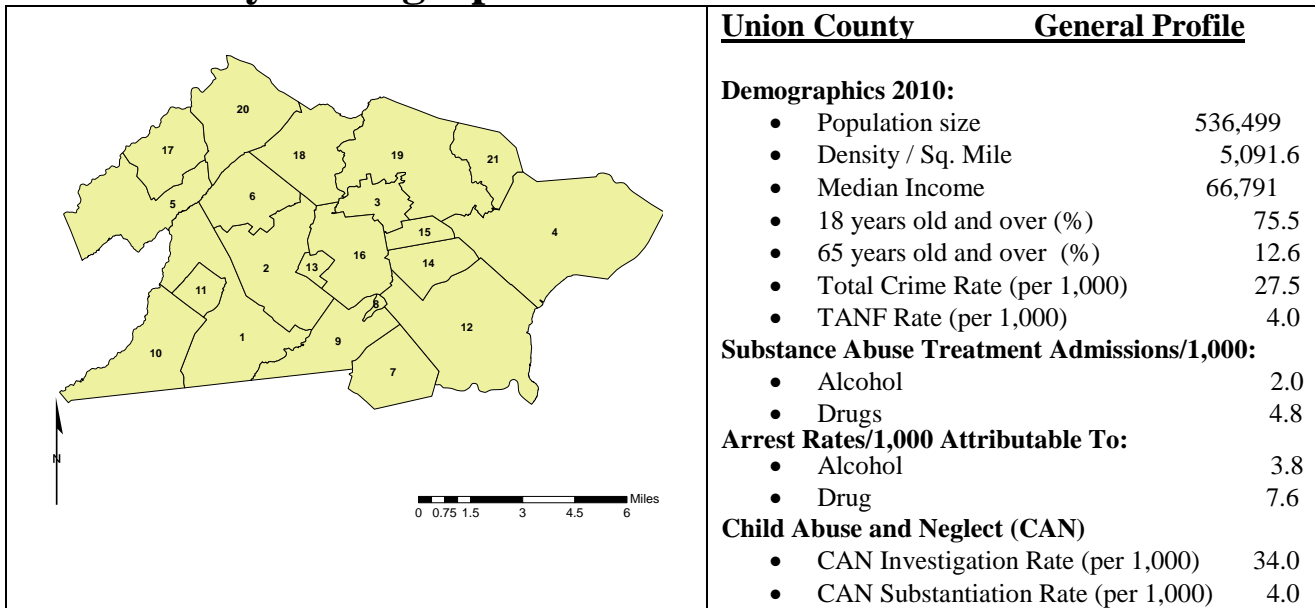 20
17
18
19
21
5
6
3
4
15
2
13
16
14
11
8
12
10
1
9
7
N
Miles
0 0.75 1.5 3 4.5 6
Union County General Profile
Demographics 2010:
• Population size 536,499
• Density / Sq. Mile 5,091.6
• Median Income 66,791
• 18 years old and over (%) 75.5
• 65 years old and over (%) 12.6
• Total Crime Rate (per 1,000) 27.5
• TANF Rate (per 1,000) 4.0
Substance Abuse Treatment Admissions/1,000:
• Alcohol 2.0
• Drugs 4.8
Arrest Rates/1,000 Attributable To:
• Alcohol 3.8
• Drug 7.6
Child Abuse and Neglect (CAN)
• CAN Investigation Rate (per 1,000) 34.0
• CAN Substantiation Rate (per 1,000) 4.0